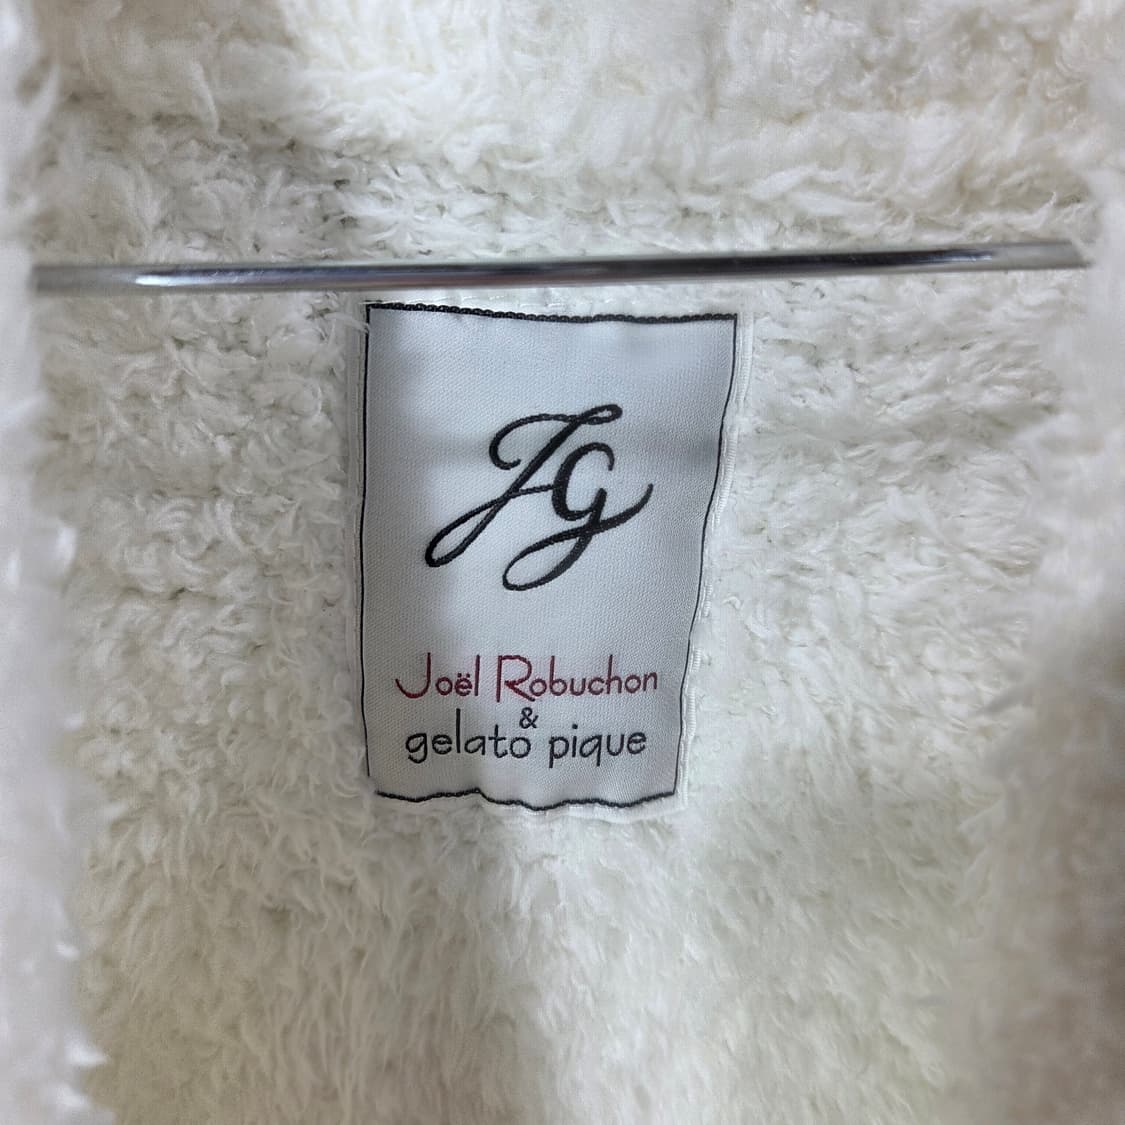 JG
Joël Robuchon
&
gelato pique